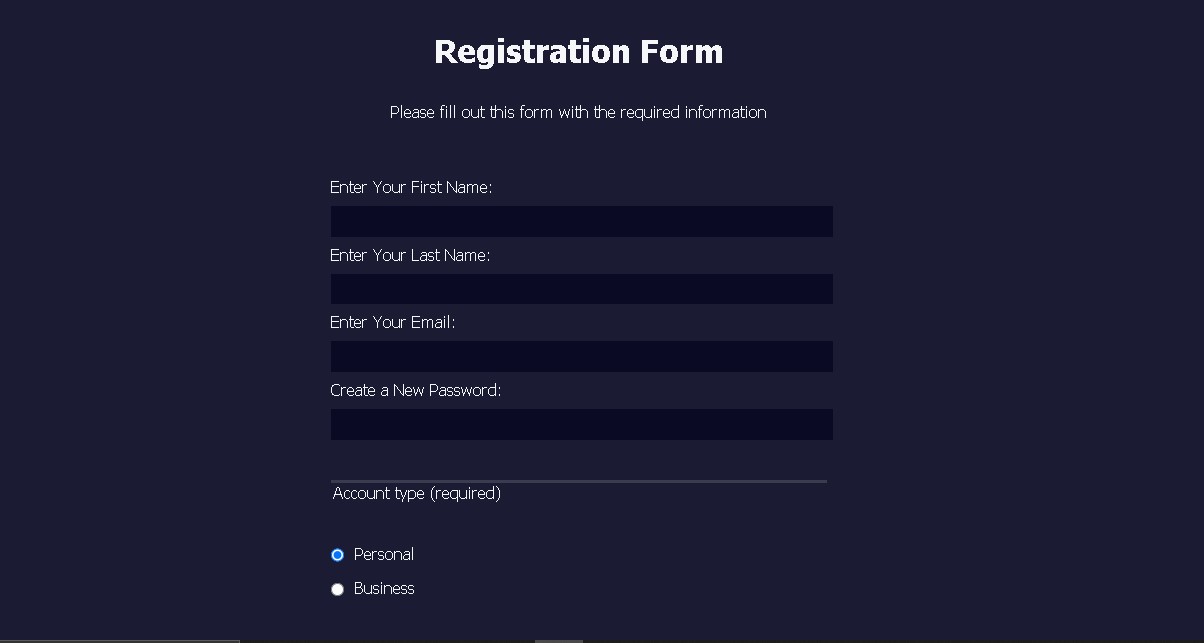 Registration Form
Please fill out this form with the required information
Enter Your First Name:
Enter Your Last Name:
Enter Your Email:
Create a New Password:
Account type (required)
Personal
Business